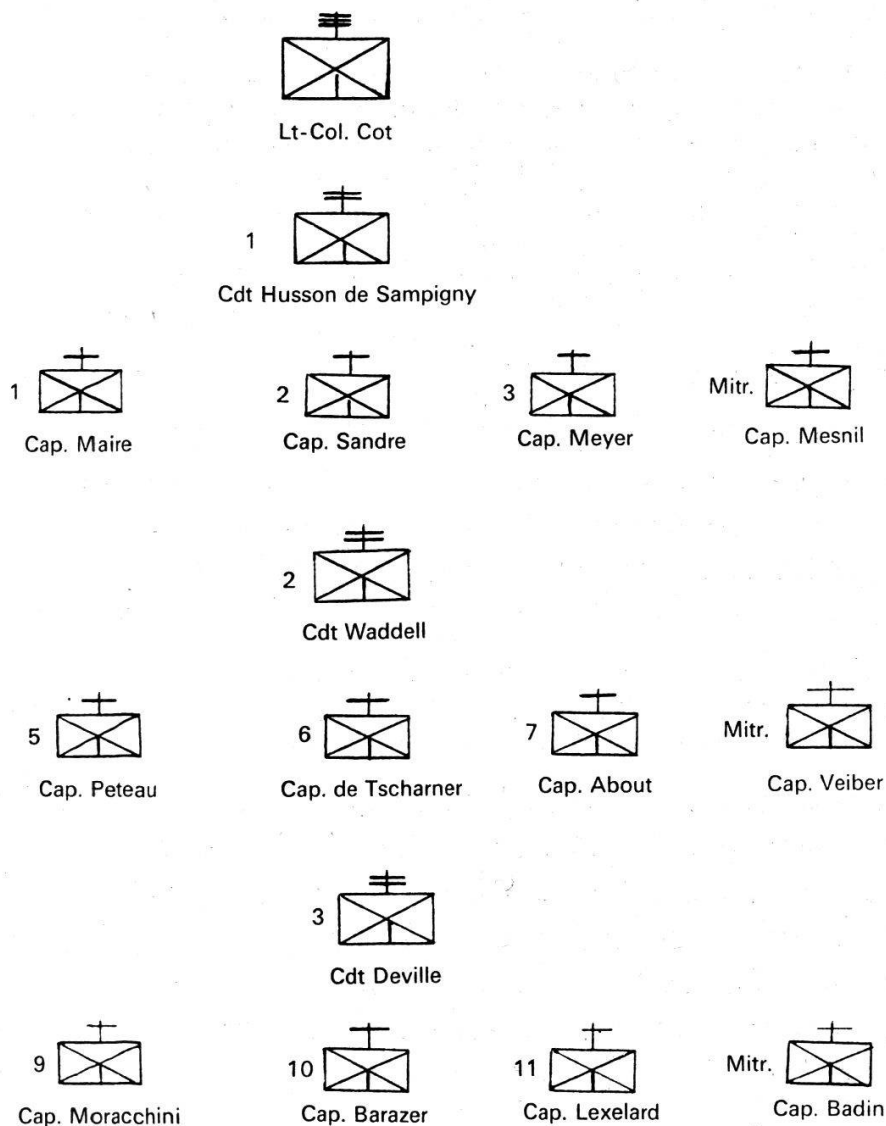 Lt-Col. Cot
1
Cdt Husson de Sampigny
1 2 3 Mitr.
Cap. Maire Cap. Sandre Cap. Meyer Cap. Mesnil
2
Cdt Waddell
5 6 7 Mitr.
Cap. Peteau Cap. de Tscharner Cap. About Cap. Veiber
3
Cdt Deville
9 10 11 Mitr.
Cap. Moracchini Cap. Barazer Cap. Lexelard Cap. Badin